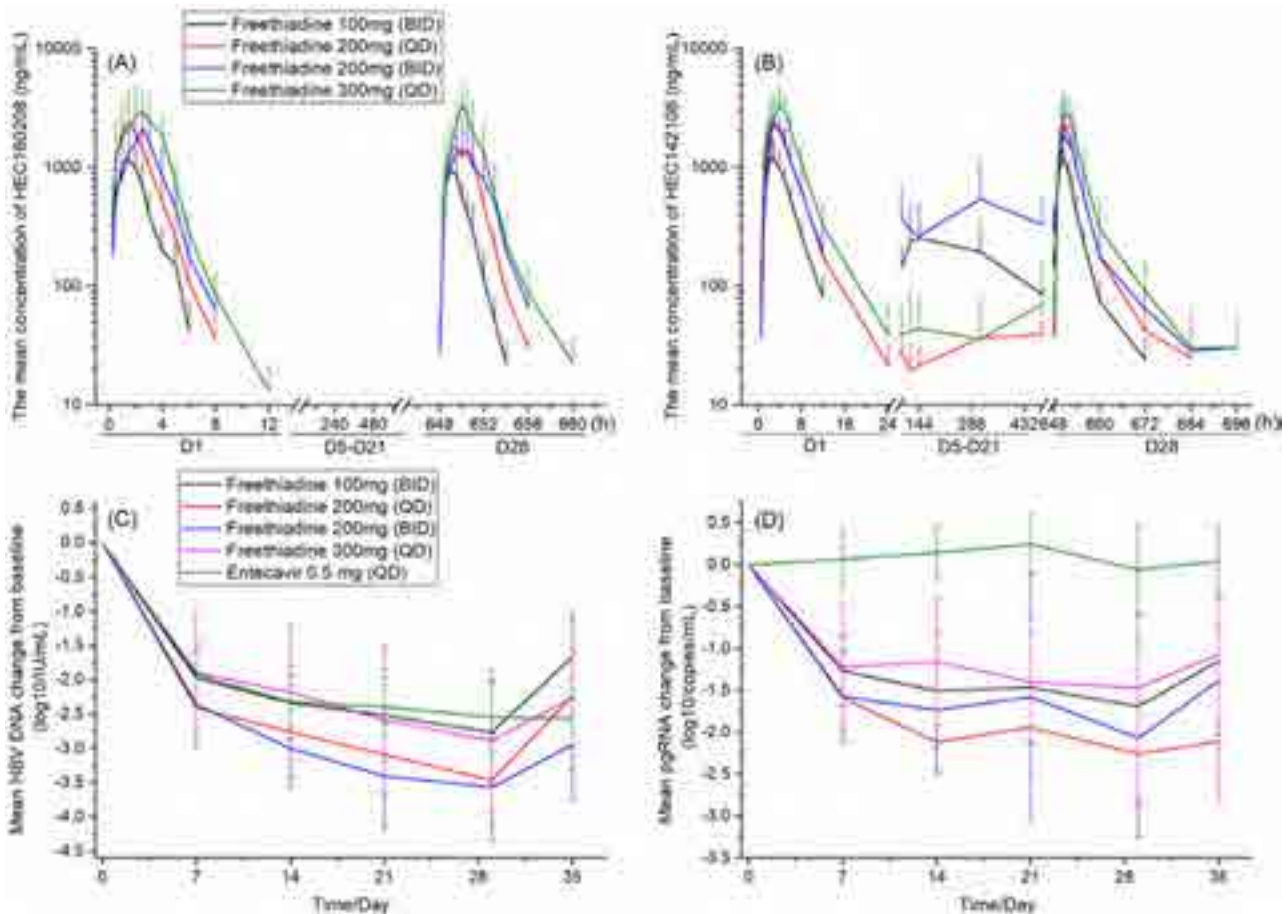 Freethiadine 100mg (BID)
Freethiadine 200mg (QD)
Freethiadine 200mg (BID)
Freethiadine 300mg (QD)
(A)
The mean concentration of HEC160208 (ng/mL)
10000
1000
100
10
0 4 8 12 240 480 648 652 656 660 (h)
D1 D5-D21 D28
(B)
The mean concentration of HEC142108 (ng/mL)
10000
1000
100
10
0 8 16 24 144 288 432 648 660 672 684 696 (h)
D1 D5-D21 D28
Freethiadine 100mg (BID)
Freethiadine 200mg (QD)
Freethiadine 200mg (BID)
Freethiadine 300mg (QD)
Entecavir 0.5 mg (QD)
(C)
Mean HBV DNA change from baseline
(log10/IU/mL)
0.5
0.0
-0.5
-1.0
-1.5
-2.0
-2.5
-3.0
-3.5
-4.0
-4.5
0 7 14 21 28 35
Time/Day
(D)
Mean pgRNA change from baseline
(log10/copies/mL)
0.5
0.0
-0.5
-1.0
-1.5
-2.0
-2.5
-3.0
-3.5
0 7 14 21 28 35
Time/Day